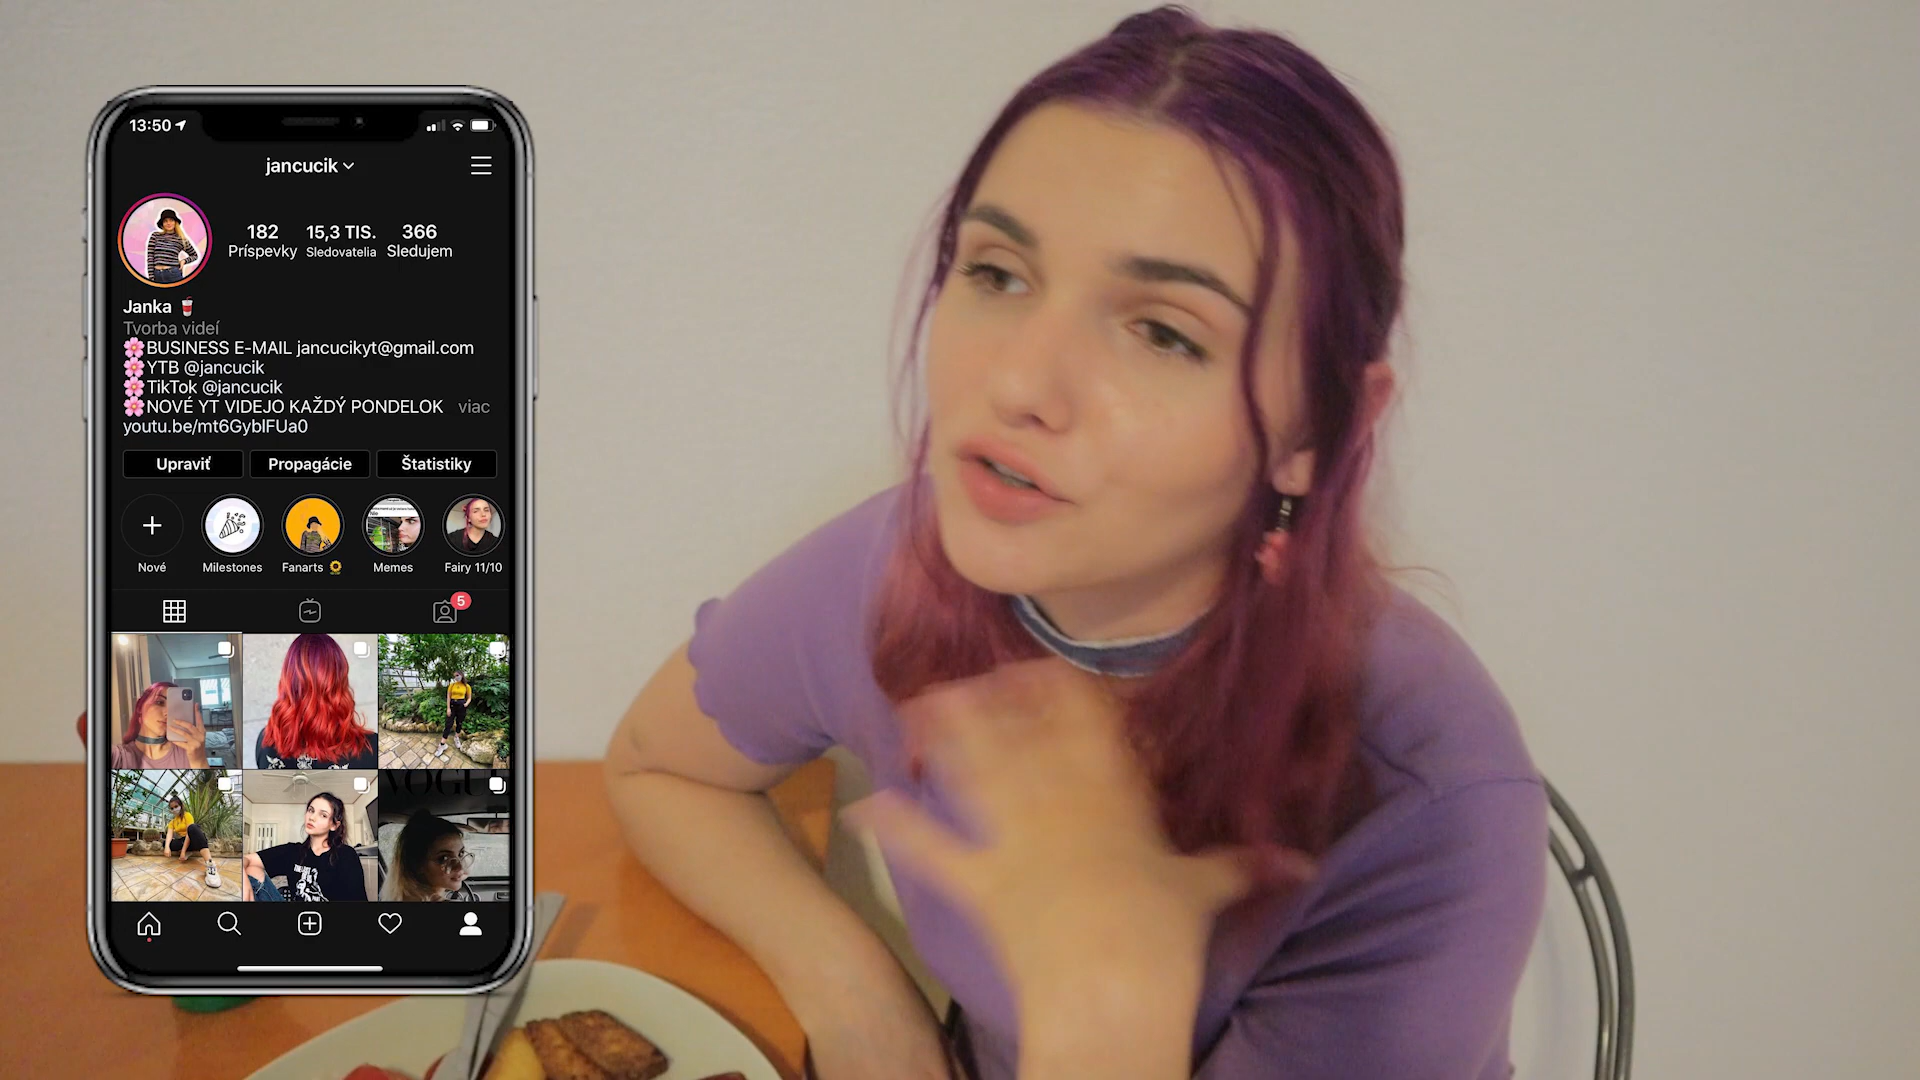 13:50
jancucik
182 15,3 TIS. 366
Príspevky Sledovatelia Sledujem
Janka
Tvorba videí
BUSINESS E-MAIL jancucikyt@gmail.com
YTB @jancucik
TikTok @jancucik
NOVÉ YT VIDEJO KAŽDÝ PONDELOK viac
youtu.be/mt6GyblFUa0
Upraviť Propagácie Štatistiky
Nové Milestones Fanarts Memes Fairy 11/10
5
VOGUE